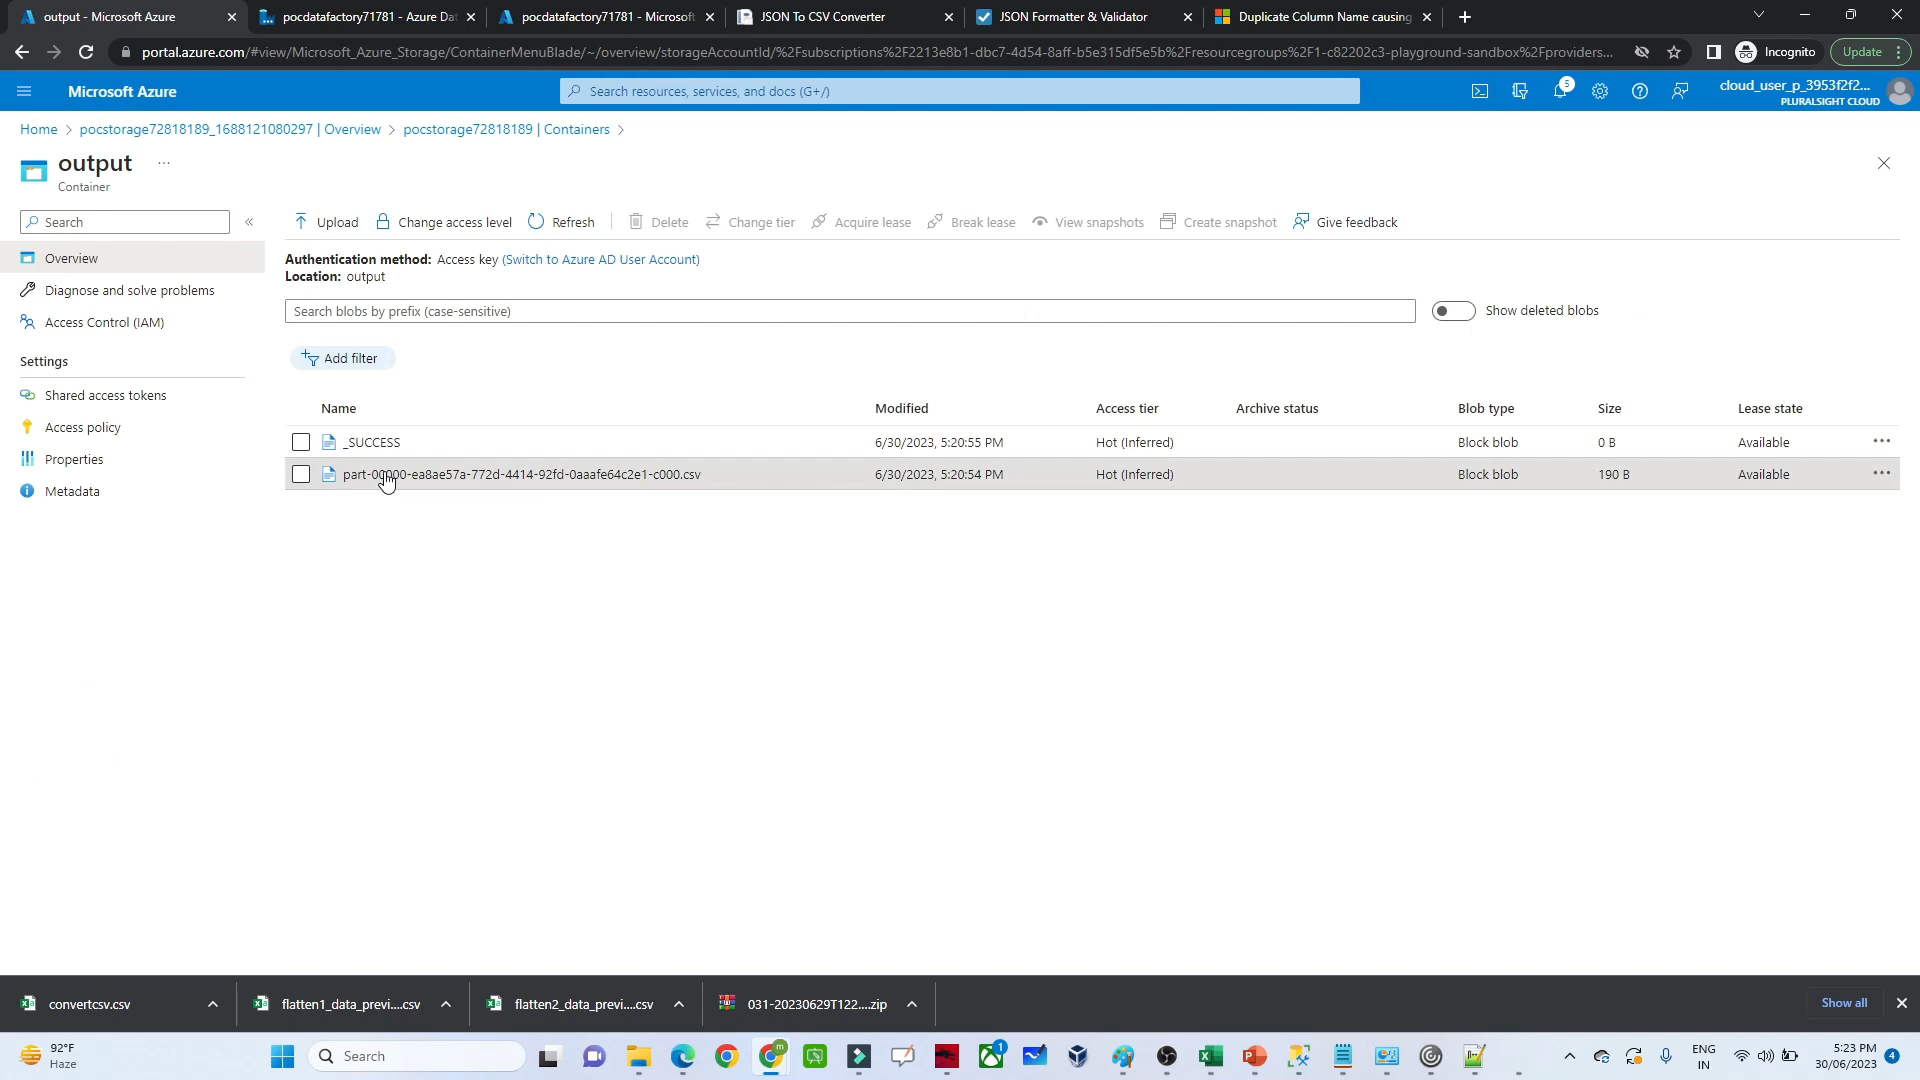 output - Microsoft Azure
pocdatafactory71781 - Azure Dat
pocdatafactory71781 - Microsoft
JSON To CSV Converter
JSON Formatter & Validator
Duplicate Column Name causing
portal.azure.com/#view/Microsoft_Azure_Storage/ContainerMenuBlade/~/overview/storageAccountId/%2Fsubscriptions%2F2213e8b1-dbc7-4d54-8aff-b5e315df5e5b%2Fresourcegroups%2F1-c82202c3-playground-sandbox%2Fproviders...
Incognito
Update
Microsoft Azure
Search resources, services, and docs (G+/)
5
cloud_user_p_3953f2f2...
PLURALSIGHT CLOUD
Home > pocstorage72818189_1688121080297 | Overview > pocstorage72818189 | Containers >
output ...
Container
Search
«
Upload
Change access level
Refresh
Delete
Change tier
Acquire lease
Break lease
View snapshots
Create snapshot
Give feedback
Overview
Diagnose and solve problems
Access Control (IAM)
Settings
Shared access tokens
Access policy
Properties
Metadata
Authentication method: Access key (Switch to Azure AD User Account)
Location: output
Search blobs by prefix (case-sensitive)
Show deleted blobs
Add filter
Name Modified Access tier Archive status Blob type Size Lease state
_SUCCESS 6/30/2023, 5:20:55 PM Hot (Inferred) Block blob 0 B Available ...
part-00000-ea8ae57a-772d-4414-92fd-0aaafe64c2e1-c000.csv 6/30/2023, 5:20:54 PM Hot (Inferred) Block blob 190 B Available ...
convertcsv.csv
flatten1_data_previ....csv
flatten2_data_previ....csv
031-20230629T122....zip
Show all
92°F
Haze
Search
1
ENG
IN
5:23 PM
30/06/2023
4